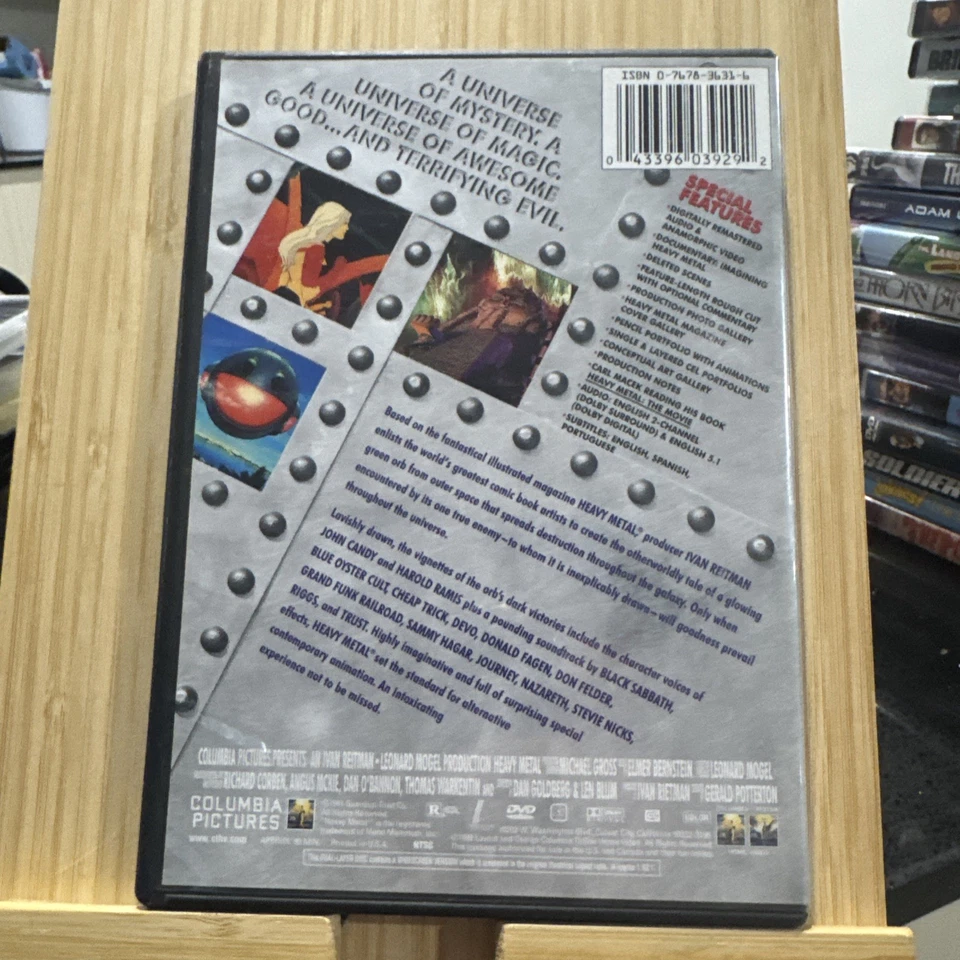 A UNIVERSE
OF MYSTERY. A
UNIVERSE OF MAGIC.
A UNIVERSE OF AWESOME
GOOD...AND TERRIFYING EVIL.
ISBN 0-7678-3631-6
0 43396 03929 2
SPECIAL
FEATURES
•DIGITALLY REMASTERED
AUDIO &
ANAMORPHIC VIDEO
•DOCUMENTARY: IMAGINING
HEAVY METAL
•DELETED SCENES
•FEATURE-LENGTH ROUGH CUT
WITH OPTIONAL COMMENTARY
•PRODUCTION PHOTO GALLERY
•HEAVY METAL MAGAZINE
COVER GALLERY
•PENCIL PORTFOLIO WITH ANIMATIONS
•SINGLE & LAYERED CEL PORTFOLIOS
•CONCEPTUAL ART GALLERY
•PRODUCTION NOTES
•CARL MACEK READING HIS BOOK
HEAVY METAL: THE MOVIE
•AUDIO: ENGLISH 2-CHANNEL
(DOLBY SURROUND) & ENGLISH 5.1
(DOLBY DIGITAL)
•SUBTITLES: ENGLISH, SPANISH,
PORTUGUESE
Based on the fantastical illustrated magazine HEAVY METAL® producer IVAN REITMAN
enlists the world's greatest comic book artists to create the otherworldly tale of a glowing
green orb from outer space that spreads destruction throughout the galaxy. Only when
encountered by its one true enemy–to whom it is inexplicably drawn–will goodness prevail
throughout the universe.
Lavishly drawn, the vignettes of the orb's dark victories include the character voices of
JOHN CANDY and HAROLD RAMIS plus a pounding soundtrack by BLACK SABBATH,
BLUE OYSTER CULT, CHEAP TRICK, DEVO, DONALD FAGEN, DON FELDER,
GRAND FUNK RAILROAD, SAMMY HAGAR, JOURNEY, NAZARETH, STEVIE NICKS,
RIGGS, and TRUST. Highly imaginative and full of surprising special
effects, HEAVY METAL® set the standard for alternative
contemporary animation. An intoxicating
experience not to be missed.
COLUMBIA PICTURES PRESENTS AN IVAN REITMAN - LEONARD MOGEL PRODUCTION HEAVY METAL MICHAEL GROSS ELMER BERNSTEIN LEONARD MOGEL
RICHARD CORBEN, ANGUS MCKIE, DAN O'BANNON, THOMAS WARKENTIN AND DAN GOLDBERG & LEN BLUM IVAN REITMAN GERALD POTTERTON
COLUMBIA
PICTURES
www.cthe.com
All Rights Reserved.
Printed in U.S.A.
R
DVD
NTSC
ADAM
SOLDIER